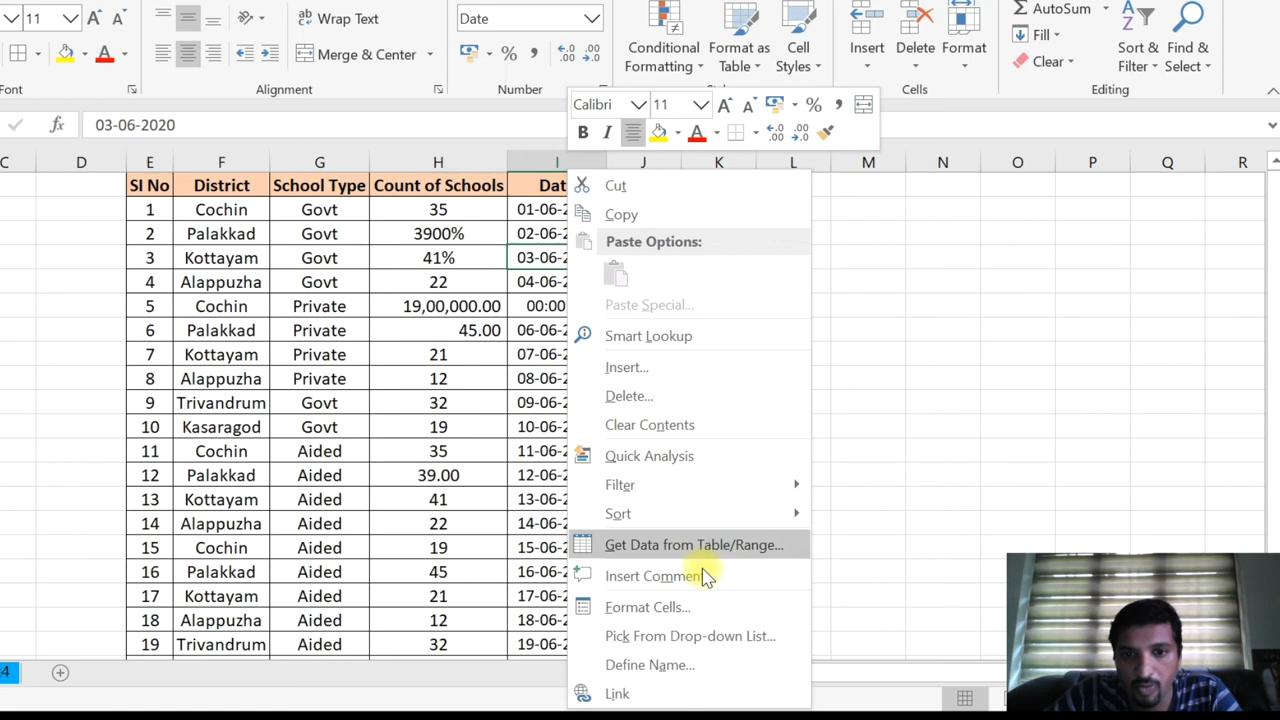 11
ab Wrap Text
Date
AutoSum
Merge & Center
%
Conditional Formatting
Format as Table
Cell Styles
Insert
Delete
Format
Fill
Clear
Sort & Filter
Find & Select
Font
Alignment
Number
Cells
Editing
fx
03-06-2020
Calibri
11
%
B
I
A
C D E F G H I J K L M N O P Q R
SI No District School Type Count of Schools Dat
1 Cochin Govt 35 01-06-2
2 Palakkad Govt 3900% 02-06-2
3 Kottayam Govt 41% 03-06-2
4 Alappuzha Govt 22 04-06-2
5 Cochin Private 19,00,000.00 00:00
6 Palakkad Private 45.00 06-06-2
7 Kottayam Private 21 07-06-2
8 Alappuzha Private 12 08-06-2
9 Trivandrum Govt 32 09-06-2
10 Kasaragod Govt 19 10-06-2
11 Cochin Aided 35 11-06-2
12 Palakkad Aided 39.00 12-06-2
13 Kottayam Aided 41 13-06-2
14 Alappuzha Aided 22 14-06-2
15 Cochin Aided 19 15-06-2
16 Palakkad Aided 45 16-06-2
17 Kottayam Aided 21 17-06-2
18 Alappuzha Aided 12 18-06-2
19 Trivandrum Aided 32 19-06-2
Cut
Copy
Paste Options:
Paste Special...
Smart Lookup
Insert...
Delete...
Clear Contents
Quick Analysis
Filter
Sort
Get Data from Table/Range...
Insert Commen
Format Cells...
Pick From Drop-down List...
Define Name...
Link
4